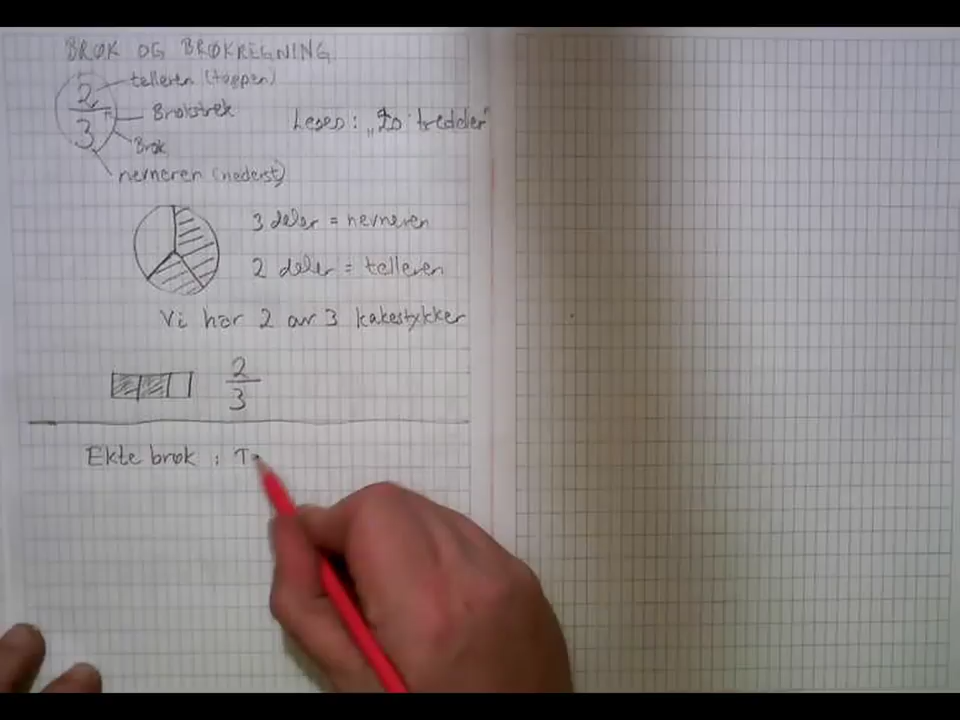 BRØK OG BRØKREGNING
2 telleren (toppen)
Brøkstrek
3
Brøk
nevneren (nederst)
Leses: „To tredeler"
3 deler = nevneren
2 deler = telleren
Vi har 2 av 3 kakestykker
2
3
Ekte brøk : T